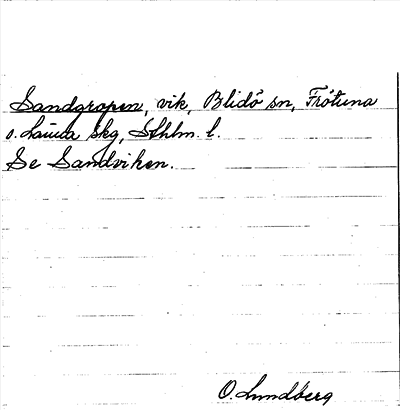 Sandgropen, vik, Blidö sn, Frötuna
o. Länna skg, Sthlm. l.
Se Sandviken.
O. Lundberg